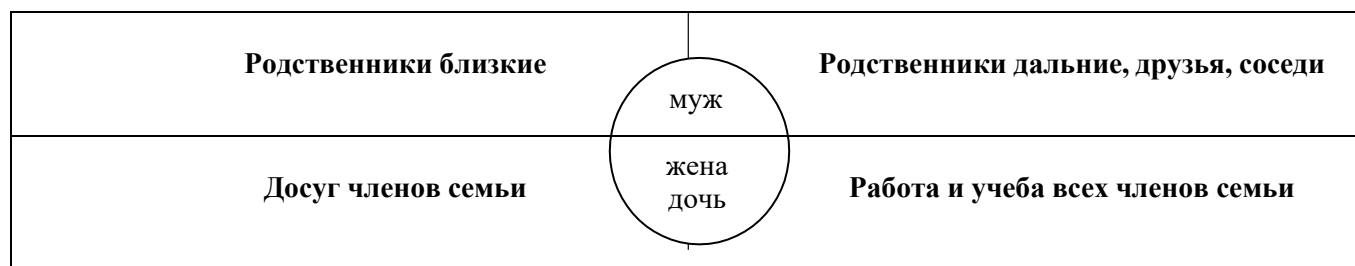 Родственники близкие
Родственники дальние, друзья, соседи
муж
жена
дочь
Досуг членов семьи
Работа и учеба всех членов семьи